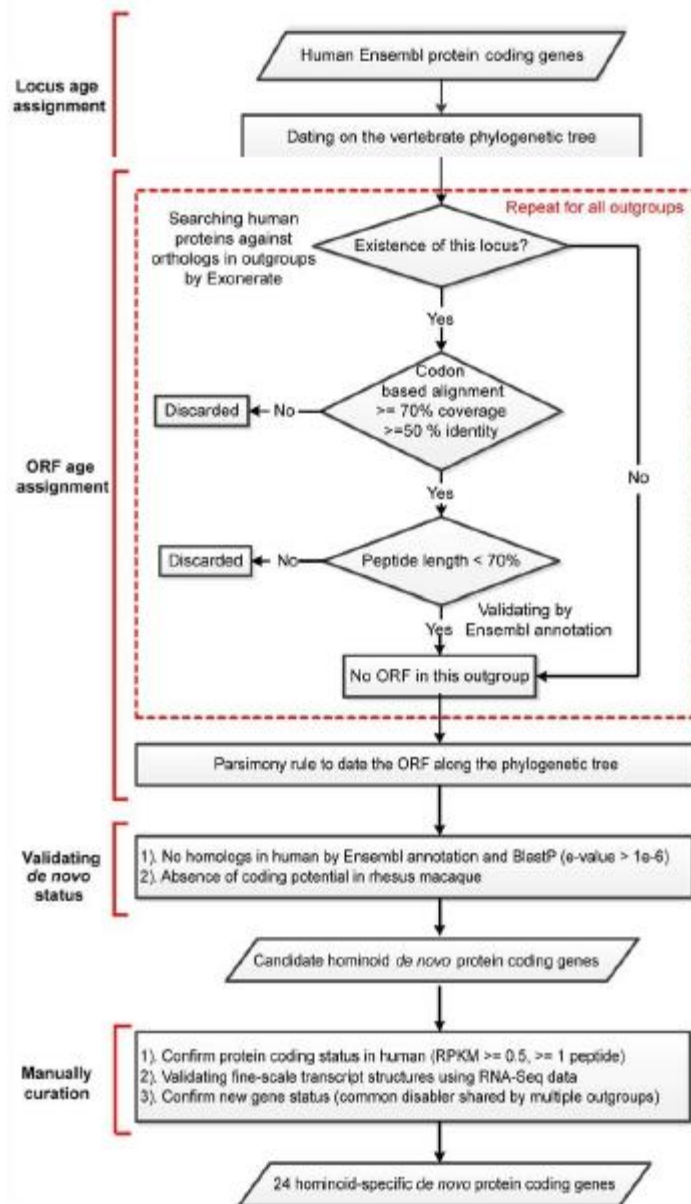 Human Ensembl protein coding genes
Locus age
assignment
Dating on the vertebrate phylogenetic tree
Repeat for all outgroups
Searching human
proteins against
orthologs in outgroups
by Exonerate
Existence of this locus?
Yes
Codon
based alignment
>= 70% coverage
>=50 % identity
Discarded
No
No
ORF age
assignment
Yes
Discarded
No
Peptide length < 70%
Validating by
Ensembl annotation
Yes
No ORF in this outgroup
Parsimony rule to date the ORF along the phylogenetic tree
Validating
de novo
status
1). No homologs in human by Ensembl annotation and BlastP (e-value > 1e-6)
2). Absence of coding potential in rhesus macaque
Candidate hominoid de novo protein coding genes
Manually
curation
1). Confirm protein coding status in human (RPKM >= 0.5, >= 1 peptide)
2). Validating fine-scale transcript structures using RNA-Seq data
3). Confirm new gene status (common disabler shared by multiple outgroups)
24 hominoid-specific de novo protein coding genes